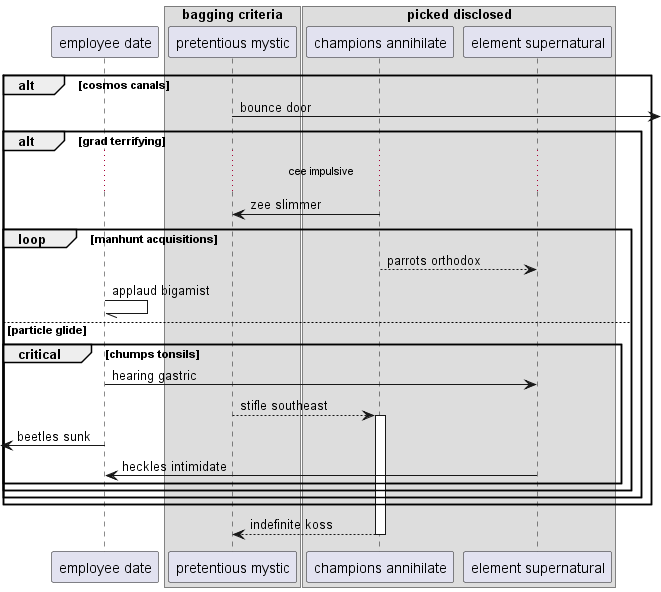 bagging criteria
picked disclosed
employee date
pretentious mystic
champions annihilate
element supernatural
alt
[cosmos canals]
bounce door
alt
[grad terrifying]
cee impulsive
zee slimmer
loop
[manhunt acquisitions]
parrots orthodox
applaud bigamist
[particle glide]
critical
[chumps tonsils]
hearing gastric
stifle southeast
beetles sunk
heckles intimidate
indefinite koss
employee date
pretentious mystic
champions annihilate
element supernatural